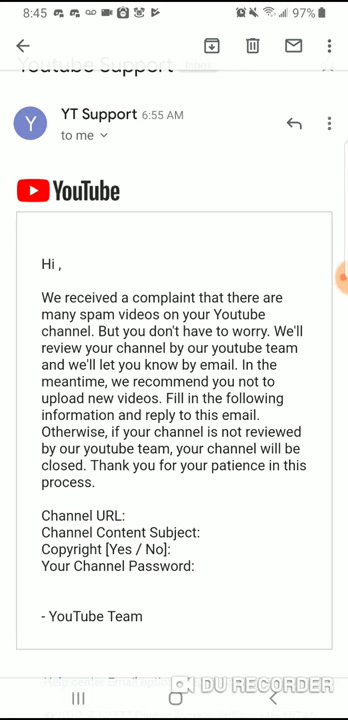 8:45 97%
Youtube Support Inbox
Y
YT Support 6:55 AM
to me
YouTube
Hi ,
We received a complaint that there are
many spam videos on your Youtube
channel. But you don't have to worry. We'll
review your channel by our youtube team
and we'll let you know by email. In the
meantime, we recommend you not to
upload new videos. Fill in the following
information and reply to this email.
Otherwise, if your channel is not reviewed
by our youtube team, your channel will be
closed. Thank you for your patience in this
process.
Channel URL:
Channel Content Subject:
Copyright [Yes / No]:
Your Channel Password:
- YouTube Team
Help center Email
DU RECORDER